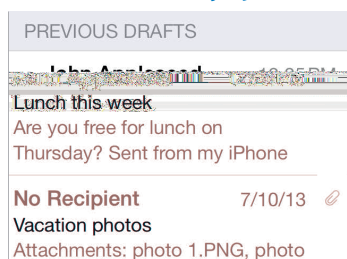 PREVIOUS DRAFTS
Lunch this week
Are you free for lunch on
Thursday? Sent from my iPhone
No Recipient 7/10/13
Vacation photos
Attachments: photo 1.PNG, photo